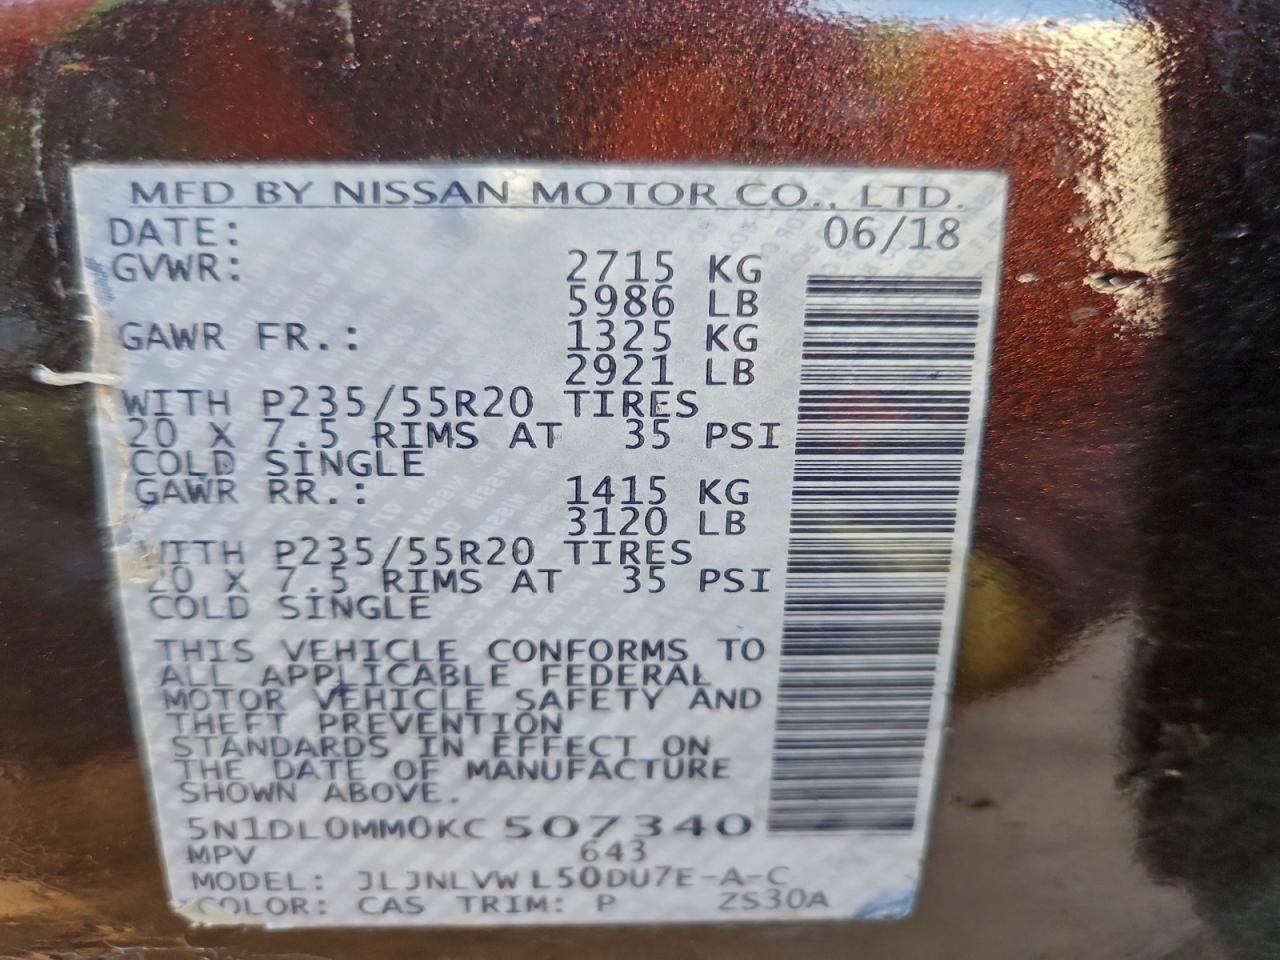 MFD BY NISSAN MOTOR CO., LTD.
DATE: 06/18
GVWR: 2715 KG
5986 LB
GAWR FR.: 1325 KG
2921 LB
WITH P235/55R20 TIRES
20 X 7.5 RIMS AT 35 PSI
COLD SINGLE
GAWR RR.: 1415 KG
3120 LB
WITH P235/55R20 TIRES
20 X 7.5 RIMS AT 35 PSI
COLD SINGLE
THIS VEHICLE CONFORMS TO
ALL APPLICABLE FEDERAL
MOTOR VEHICLE SAFETY AND
THEFT PREVENTION
STANDARDS IN EFFECT ON
THE DATE OF MANUFACTURE
SHOWN ABOVE.
5N1DL0MM0KC507340
MPV 643
MODEL: JLJNLVWL50DU7E-A-C
COLOR: CAS TRIM: P ZS30A